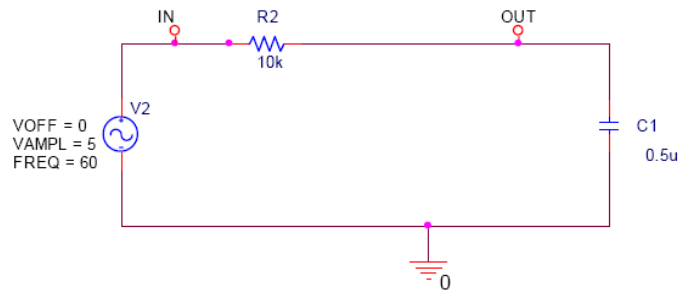 IN
R2
OUT
10k
V2
VOFF = 0
VAMPL = 5
FREQ = 60
C1
0.5u
0